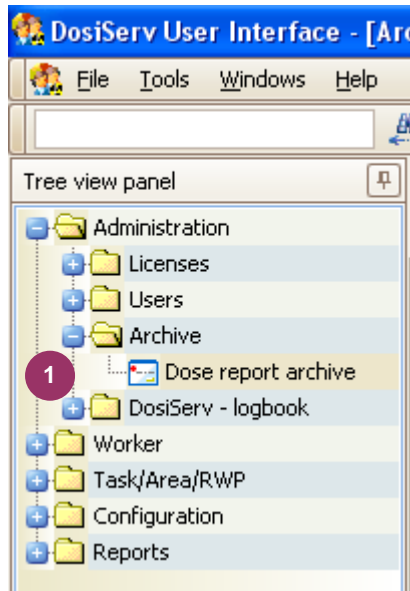 DosiServ User Interface - [Arc
File Tools Windows Help
Tree view panel
Administration
Licenses
Users
Archive
1 Dose report archive
DosiServ - logbook
Worker
Task/Area/RWP
Configuration
Reports